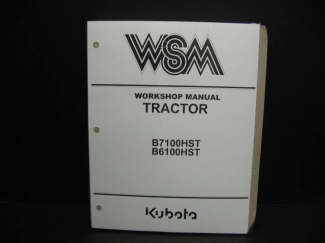 WSM
WORKSHOP MANUAL
TRACTOR
B7100HST
B6100HST
Kubota